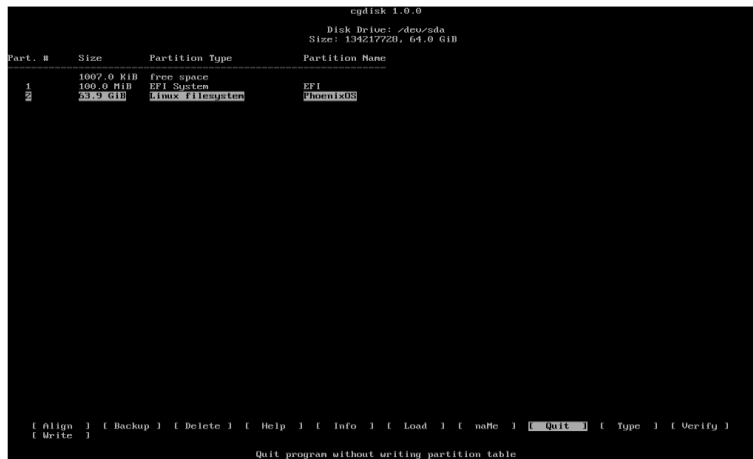 cgdisk 1.0.0
Disk Drive: /dev/sda
Size: 134217728, 64.0 GiB
Part. # Size Partition Type Partition Name
1007.0 KiB free space
1 100.0 MiB EFI System EFI
2 63.9 GiB Linux filesystem PhoenixOS
[ Align ] [ Backup ] [ Delete ] [ Help ] [ Info ] [ Load ] [ naMe ] [ Quit ] [ Type ] [ Verify ]
[ Write ]
Quit program without writing partition table